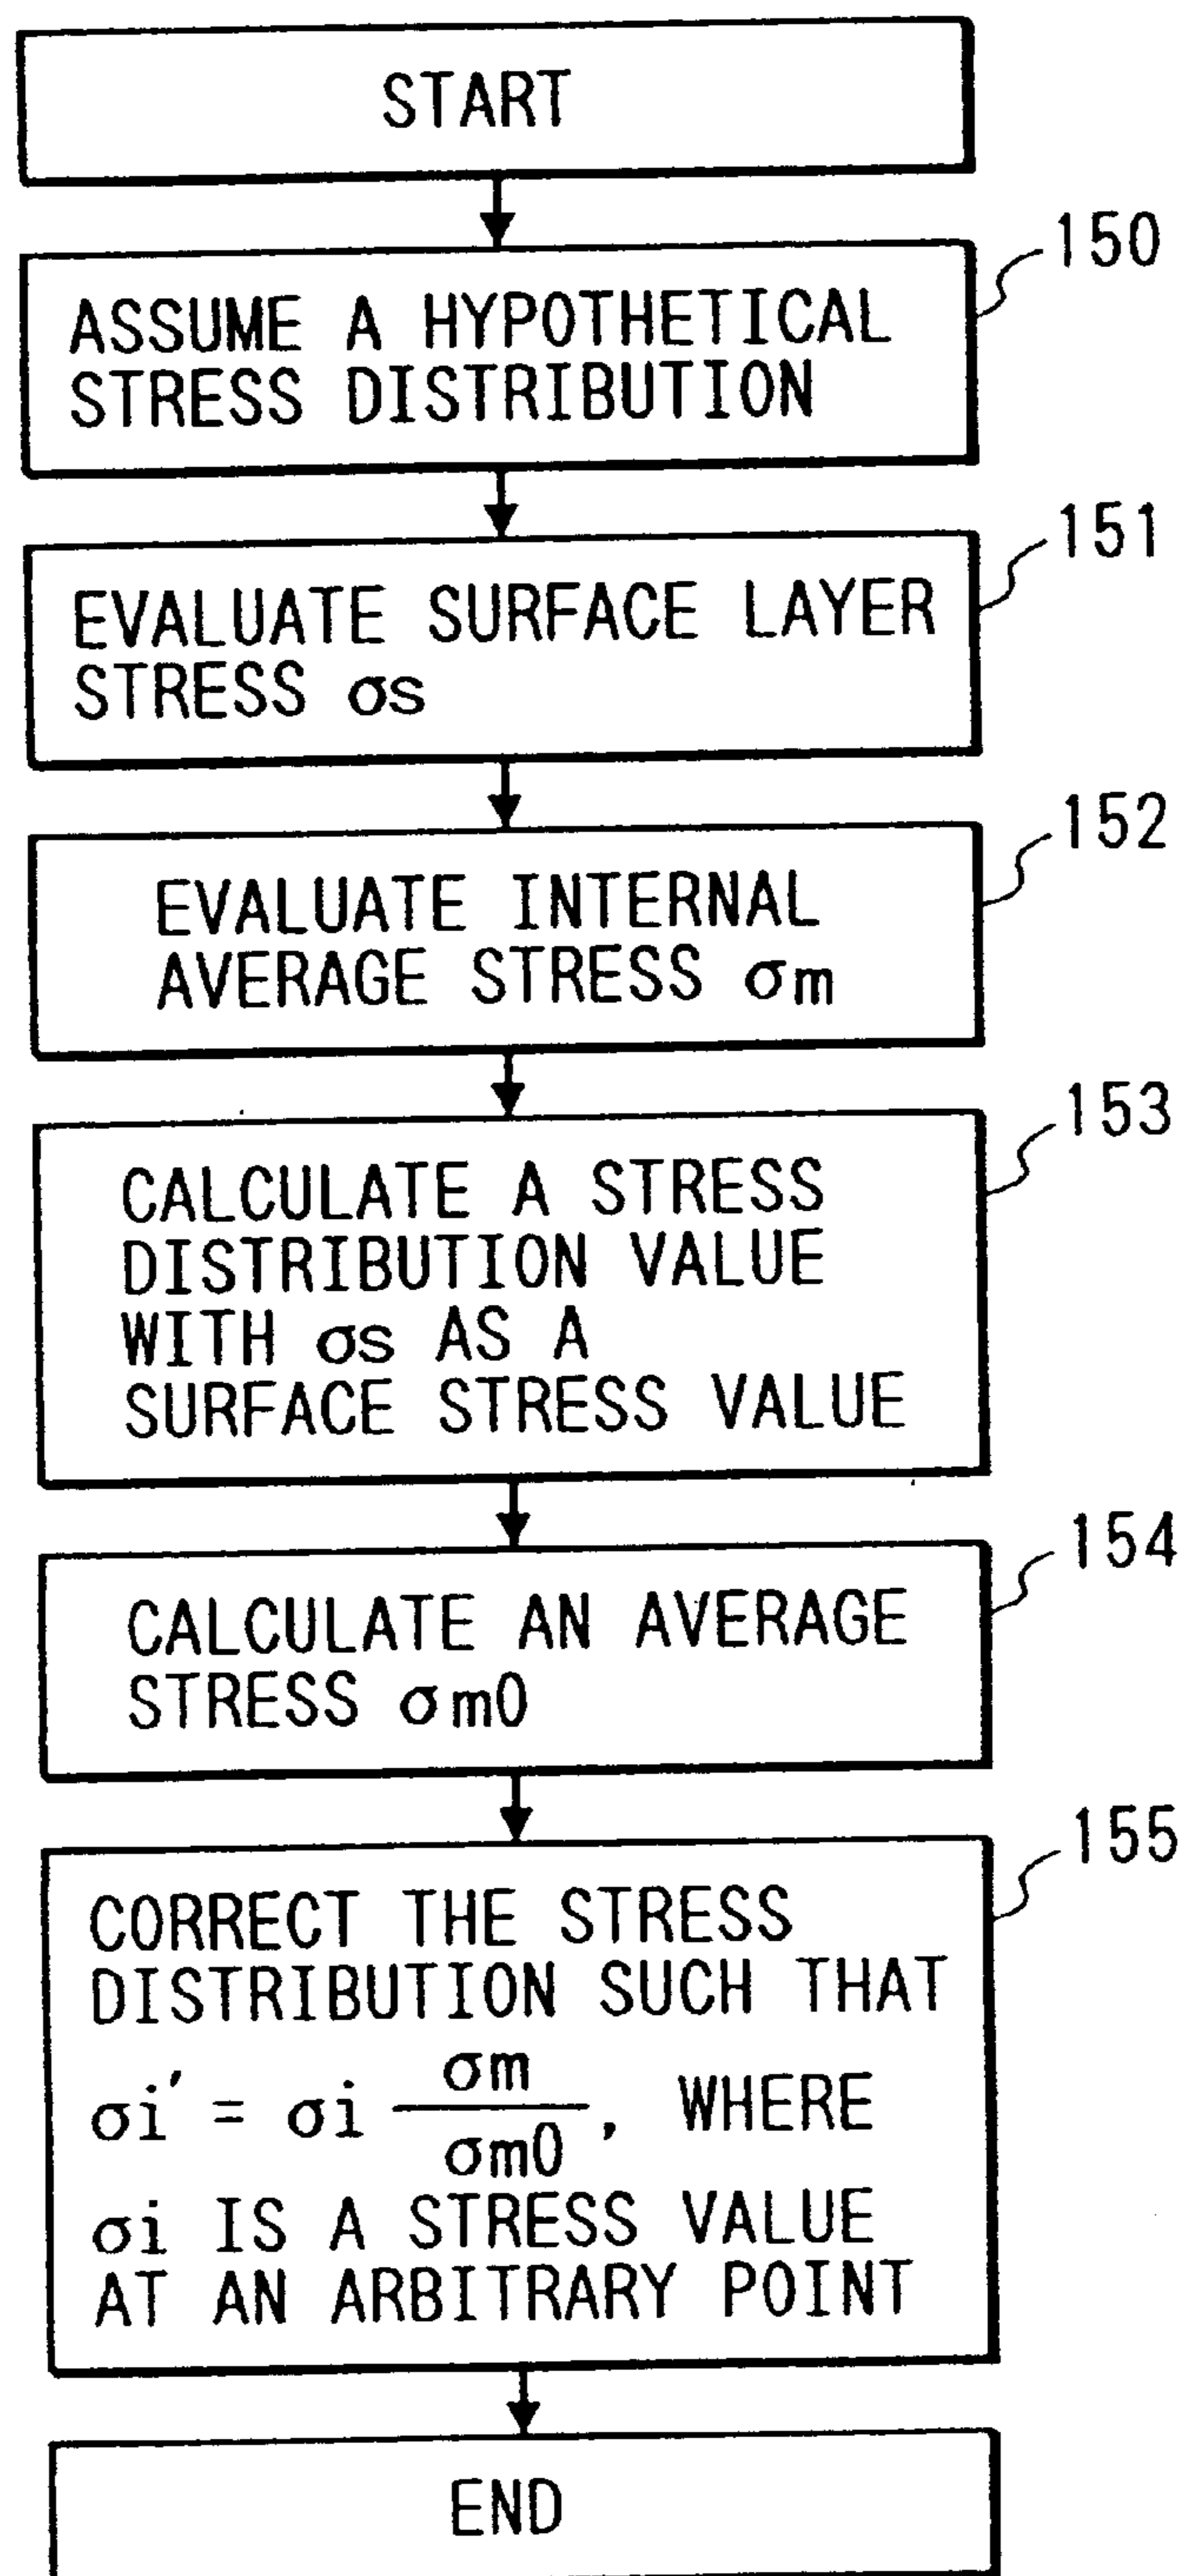 START
150
ASSUME A HYPOTHETICAL
STRESS DISTRIBUTION
151
EVALUATE SURFACE LAYER
STRESS σs
152
EVALUATE INTERNAL
AVERAGE STRESS σm
153
CALCULATE A STRESS
DISTRIBUTION VALUE
WITH σs AS A
SURFACE STRESS VALUE
154
CALCULATE AN AVERAGE
STRESS σm0
155
CORRECT THE STRESS
DISTRIBUTION SUCH THAT
σi' = σi σm/σm0, WHERE
σi IS A STRESS VALUE
AT AN ARBITRARY POINT
END